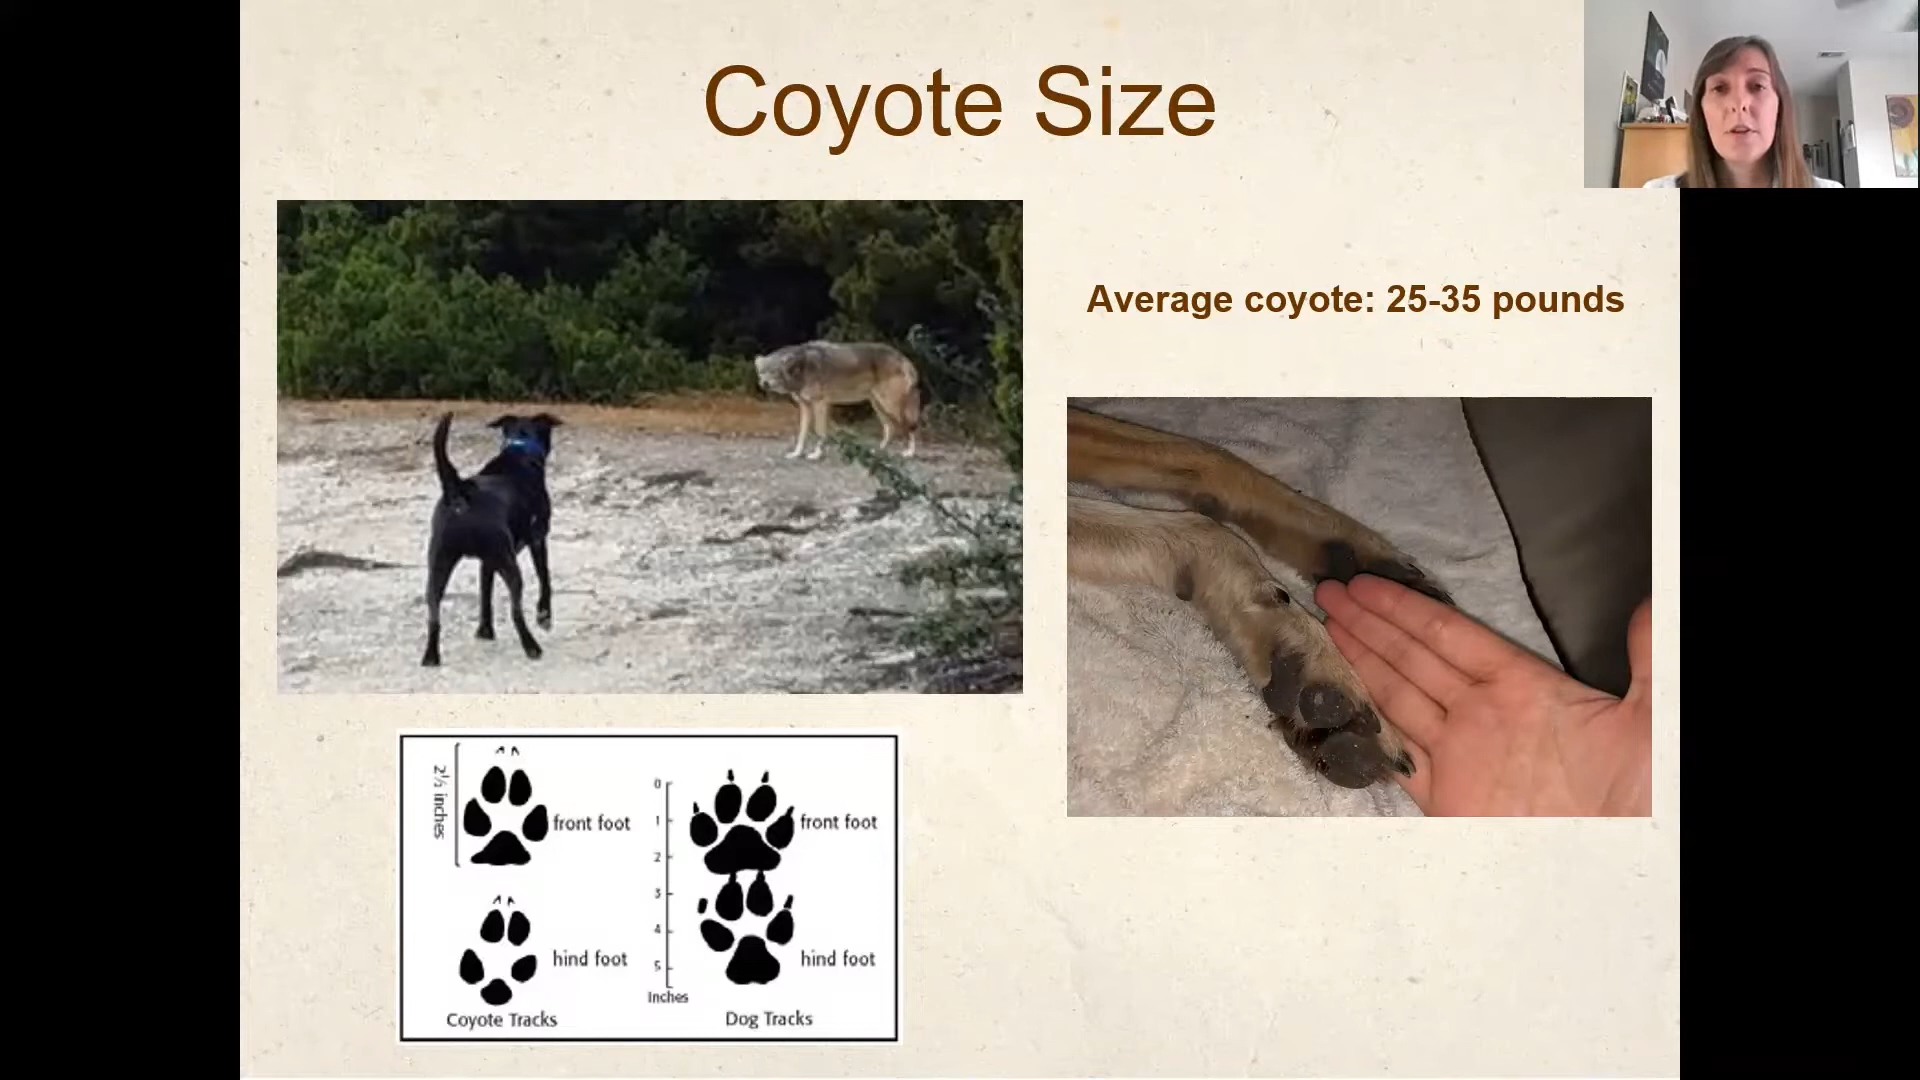 Coyote Size
Average coyote: 25-35 pounds
2½ inches
front foot
hind foot
Coyote Tracks
0
1
2
3
4
5
Inches
front foot
hind foot
Dog Tracks